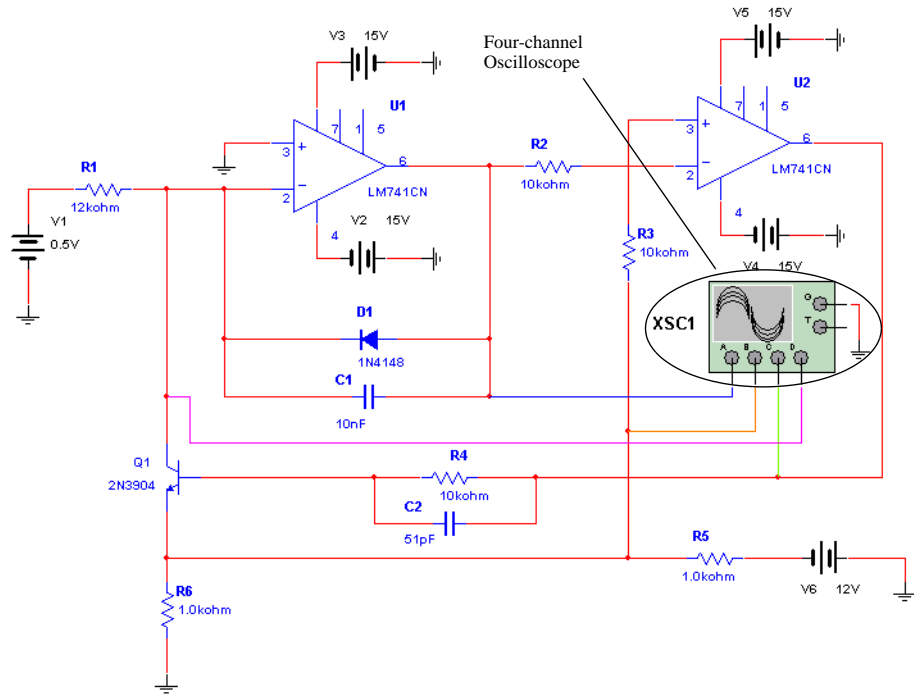 V3 15V
V5 15V
Four-channel
Oscilloscope
U1
U2
7 1 5
7 1 5
3 +
6
2 −
LM741CN
3 +
6
2 −
LM741CN
R1
12kohm
R2
10kohm
V1
0.5V
4
V2 15V
4
V4 15V
R3
10kohm
D1
1N4148
C1
10nF
XSC1
G
T
A B C D
Q1
2N3904
R4
10kohm
C2
51pF
R5
1.0kohm
V6 12V
R6
1.0kohm